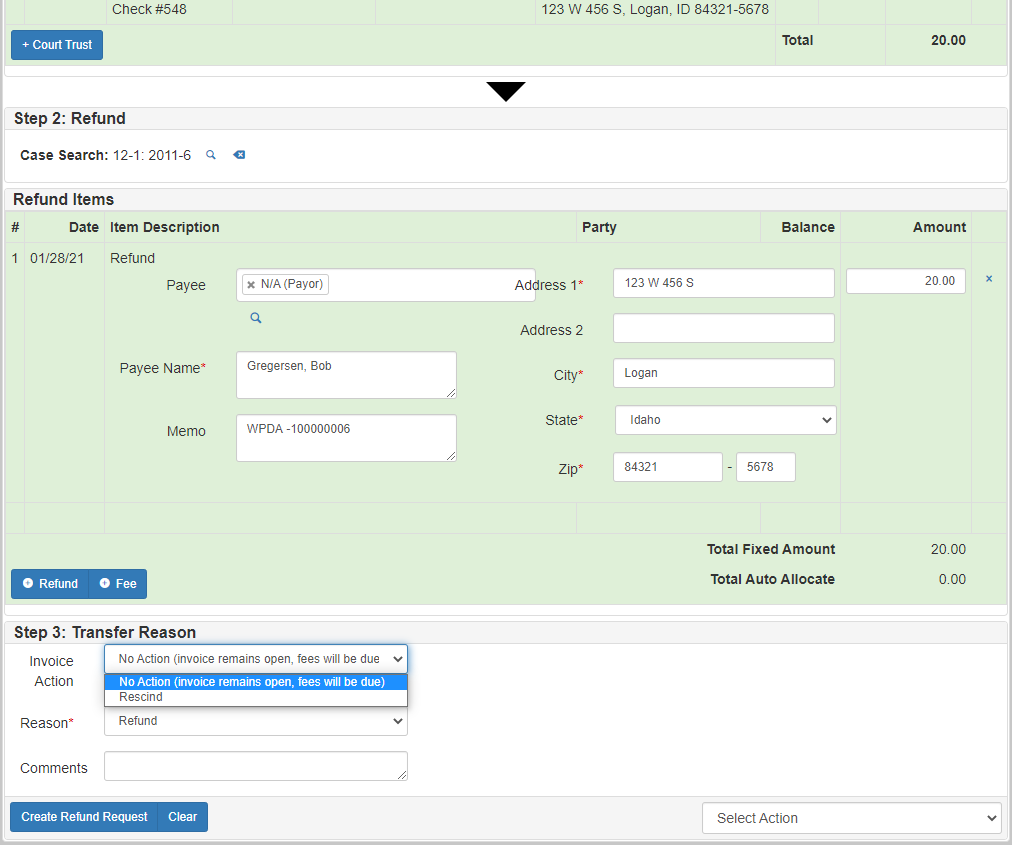 Check #548 123 W 456 S, Logan, ID 84321-5678
+ Court Trust Total 20.00
Step 2: Refund
Case Search: 12-1: 2011-6
Refund Items
# Date Item Description Party Balance Amount
1 01/28/21 Refund
Payee × N/A (Payor) Address 1* 123 W 456 S 20.00 ×
Address 2
Payee Name* Gregersen, Bob
City* Logan
Memo WPDA -100000006
State* Idaho
Zip* 84321 - 5678
Total Fixed Amount 20.00
Total Auto Allocate 0.00
Refund Fee
Step 3: Transfer Reason
Invoice Action No Action (invoice remains open, fees will be due
No Action (invoice remains open, fees will be due)
Rescind
Reason* Refund
Comments
Create Refund Request Clear Select Action